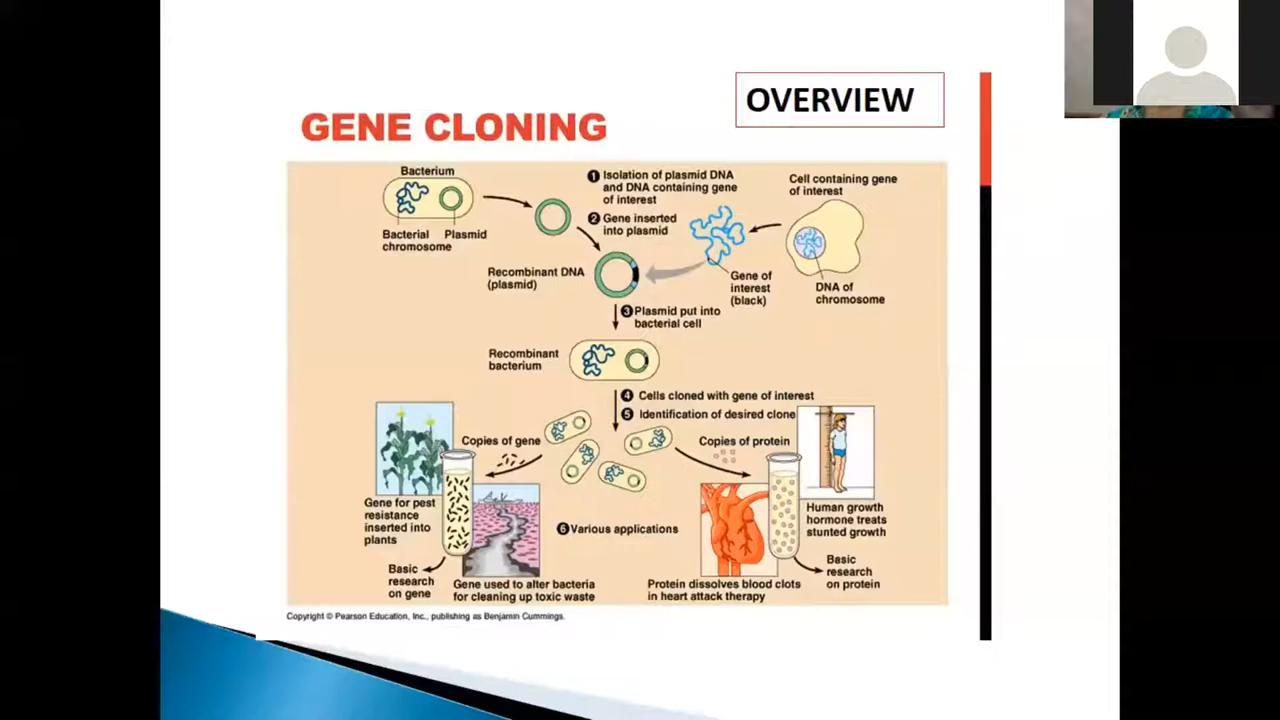 OVERVIEW
GENE CLONING
Bacterium
Bacterial
chromosome
Plasmid
1 Isolation of plasmid DNA
and DNA containing gene
of interest
2 Gene inserted
into plasmid
Cell containing gene
of interest
Recombinant DNA
(plasmid)
Gene of
interest
(black)
DNA of
chromosome
3 Plasmid put into
bacterial cell
Recombinant
bacterium
4 Cells cloned with gene of interest
5 Identification of desired clone
Copies of gene
Copies of protein
Gene for pest
resistance
inserted into
plants
6 Various applications
Human growth
hormone treats
stunted growth
Basic
research
on gene
Gene used to alter bacteria
for cleaning up toxic waste
Protein dissolves blood clots
in heart attack therapy
Basic
research
on protein
Copyright © Pearson Education, Inc., publishing as Benjamin Cummings.